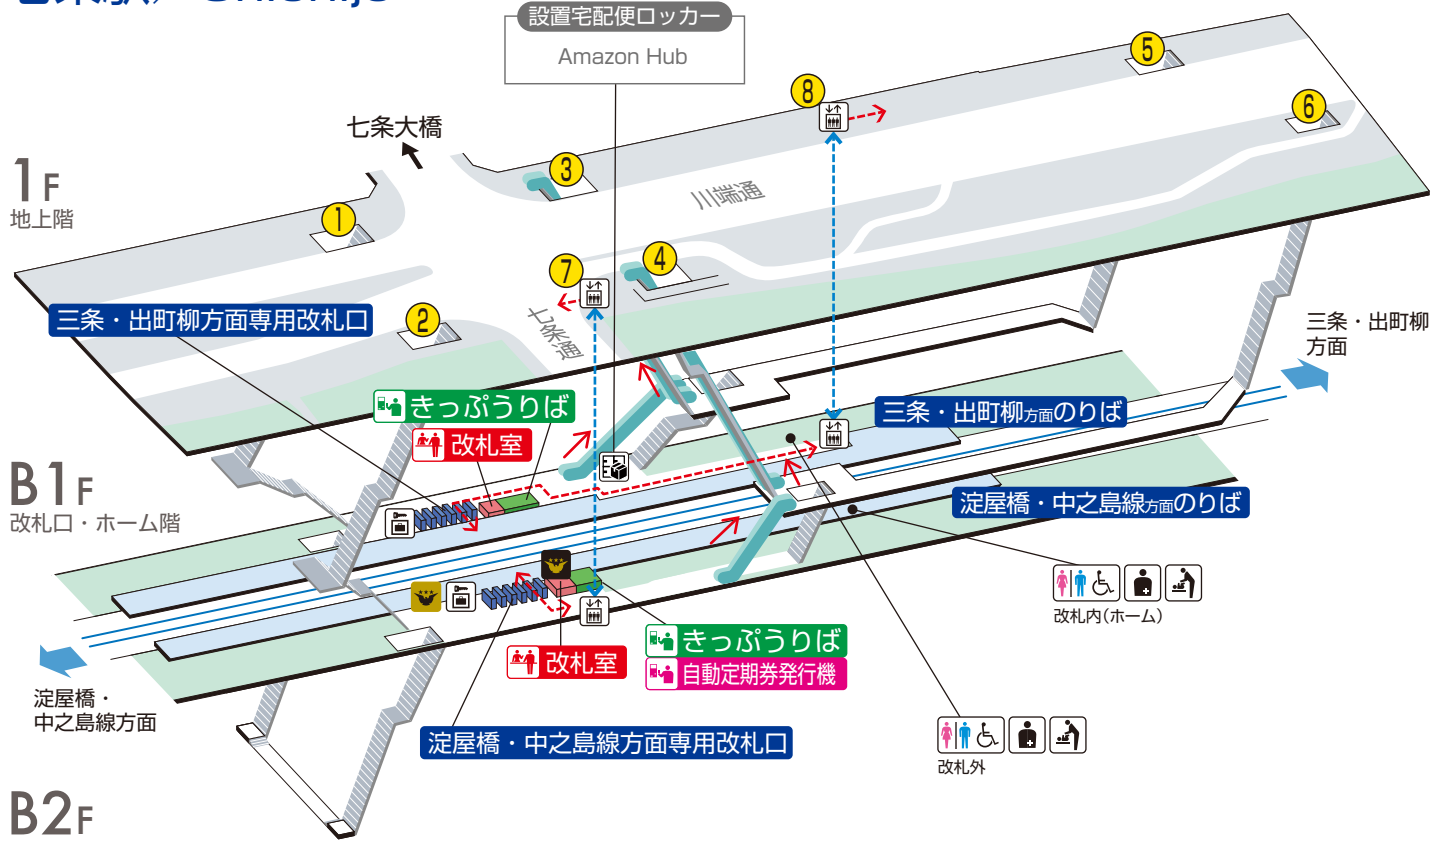 設置宅配便ロッカー
Amazon Hub
七条大橋
1F
地上階
1
2
3
4
5
6
7
8
川端通
七条通
三条・出町柳方面専用改札口
きっぷうりば
改札室
三条・出町柳
方面
三条・出町柳方面のりば
B1F
改札口・ホーム階
淀屋橋・中之島線方面のりば
改札内(ホーム)
きっぷうりば
自動定期券発行機
改札室
淀屋橋・
中之島線方面
淀屋橋・中之島線方面専用改札口
改札外
B2F